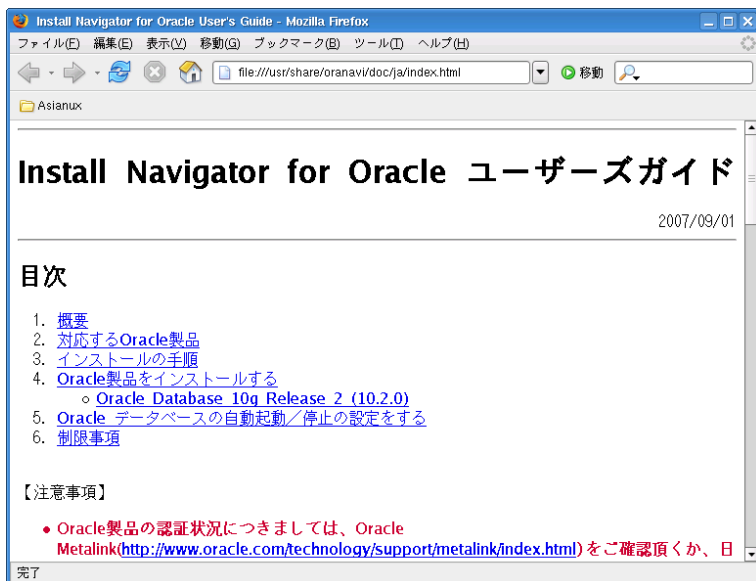 Install Navigator for Oracle User's Guide - Mozilla Firefox
ファイル(F) 編集(E) 表示(V) 移動(G) ブックマーク(B) ツール(T) ヘルプ(H)
file:///usr/share/oranavi/doc/ja/index.html 移動
Asianux
Install Navigator for Oracle ユーザーズガイド
2007/09/01
目次
1. 概要
2. 対応するOracle製品
3. インストールの手順
4. Oracle製品をインストールする
○ Oracle Database 10g Release 2 (10.2.0)
5. Oracle データベースの自動起動／停止の設定をする
6. 制限事項
【注意事項】
• Oracle製品の認証状況につきましては、Oracle
Metalink(http://www.oracle.com/technology/support/metalink/index.html)をご確認頂くか、日
完了